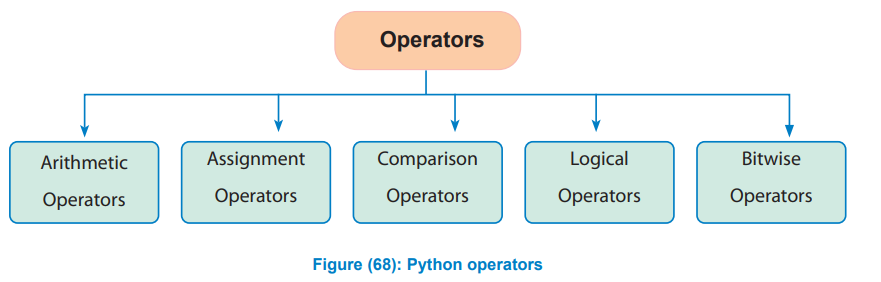 Operators
Arithmetic
Operators
Assignment
Operators
Comparison
Operators
Logical
Operators
Bitwise
Operators
Figure (68): Python operators